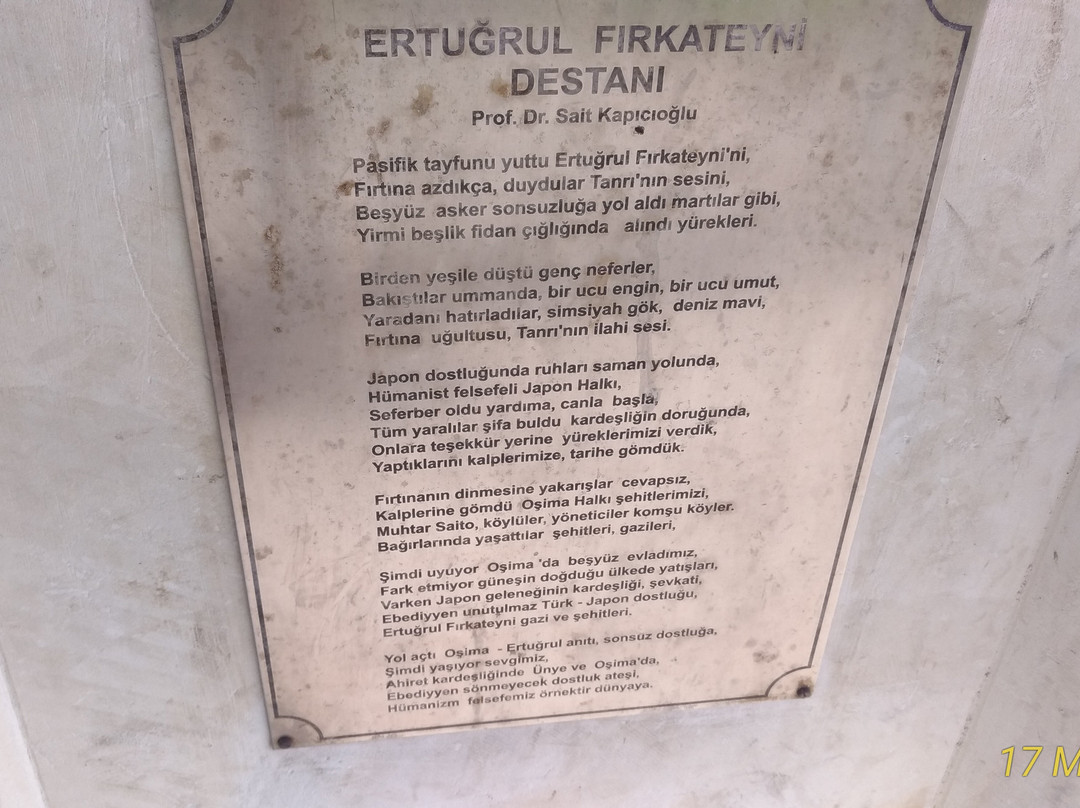 ERTUĞRUL FIRKATEYNİ
DESTANI
Prof. Dr. Sait Kapıcıoğlu
Pasifik tayfunu yuttu Ertuğrul Fırkateyni'ni,
Fırtına azdıkça, duydular Tanrı'nın sesini,
Beşyüz asker sonsuzluğa yol aldı martılar gibi,
Yirmi beşlik fidan çığlığında alındı yürekleri.
Birden yeşile düştü genç neferler,
Bakıştılar ummanda, bir ucu engin, bir ucu umut,
Yaradanı hatırladılar, simsiyah gök, deniz mavi,
Fırtına uğultusu, Tanrı'nın ilahi sesi.
Japon dostluğunda ruhları saman yolunda,
Hümanist felsefeli Japon Halkı,
Seferber oldu yardıma, canla başla,
Tüm yaralılar şifa buldu kardeşliğin doruğunda,
Onlara teşekkür yerine yüreklerimizi verdik,
Yaptıklarını kalplerimize, tarihe gömdük.
Fırtınanın dinmesine yakarışlar cevapsız,
Kalplerine gömdü Oşima Halkı şehitlerimizi,
Muhtar Saito, köylüler, yöneticiler komşu köyler.
Bağırlarında yaşattılar şehitleri, gazileri,
Şimdi uyuyor Oşima 'da beşyüz evladımız,
Fark etmiyor güneşin doğduğu ülkede yatışları,
Varken Japon geleneğinin kardeşliği, şevkati,
Ebediyyen unutulmaz Türk - Japon dostluğu,
Ertuğrul Fırkateyni gazi ve şehitleri.
Yol açtı Oşima - Ertuğrul anıtı, sonsuz dostluğa,
Şimdi yaşıyor sevgimiz,
Ahiret kardeşliğinde Ünye ve Oşima'da,
Ebediyyen sönmeyecek dostluk ateşi,
Hümanizm felsefemiz örnektir dünyaya.
17 M